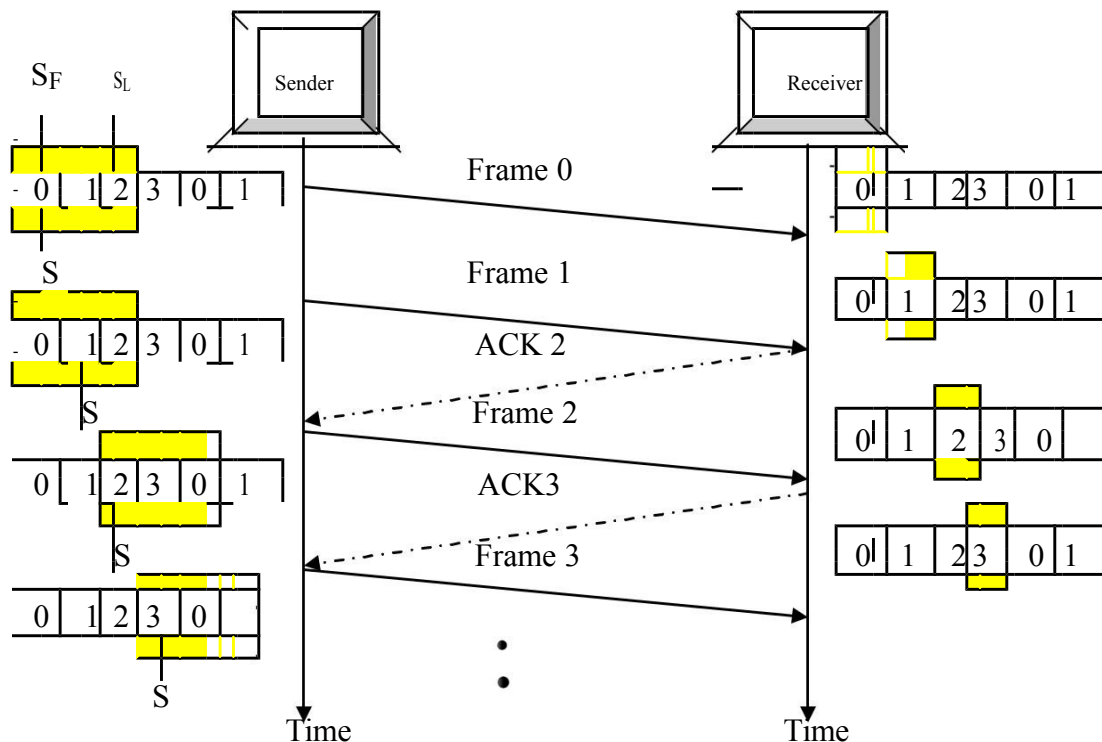 Sender
Receiver
S_F S_L
Frame 0
0 1 2 3 0 1
0 1 2 3 0 1
S
Frame 1
0 1 2 3 0 1
0 1 2 3 0 1
ACK 2
S
Frame 2
0 1 2 3 0
0 1 2 3 0 1
ACK3
S
Frame 3
0 1 2 3 0 1
0 1 2 3 0
S
Time
Time